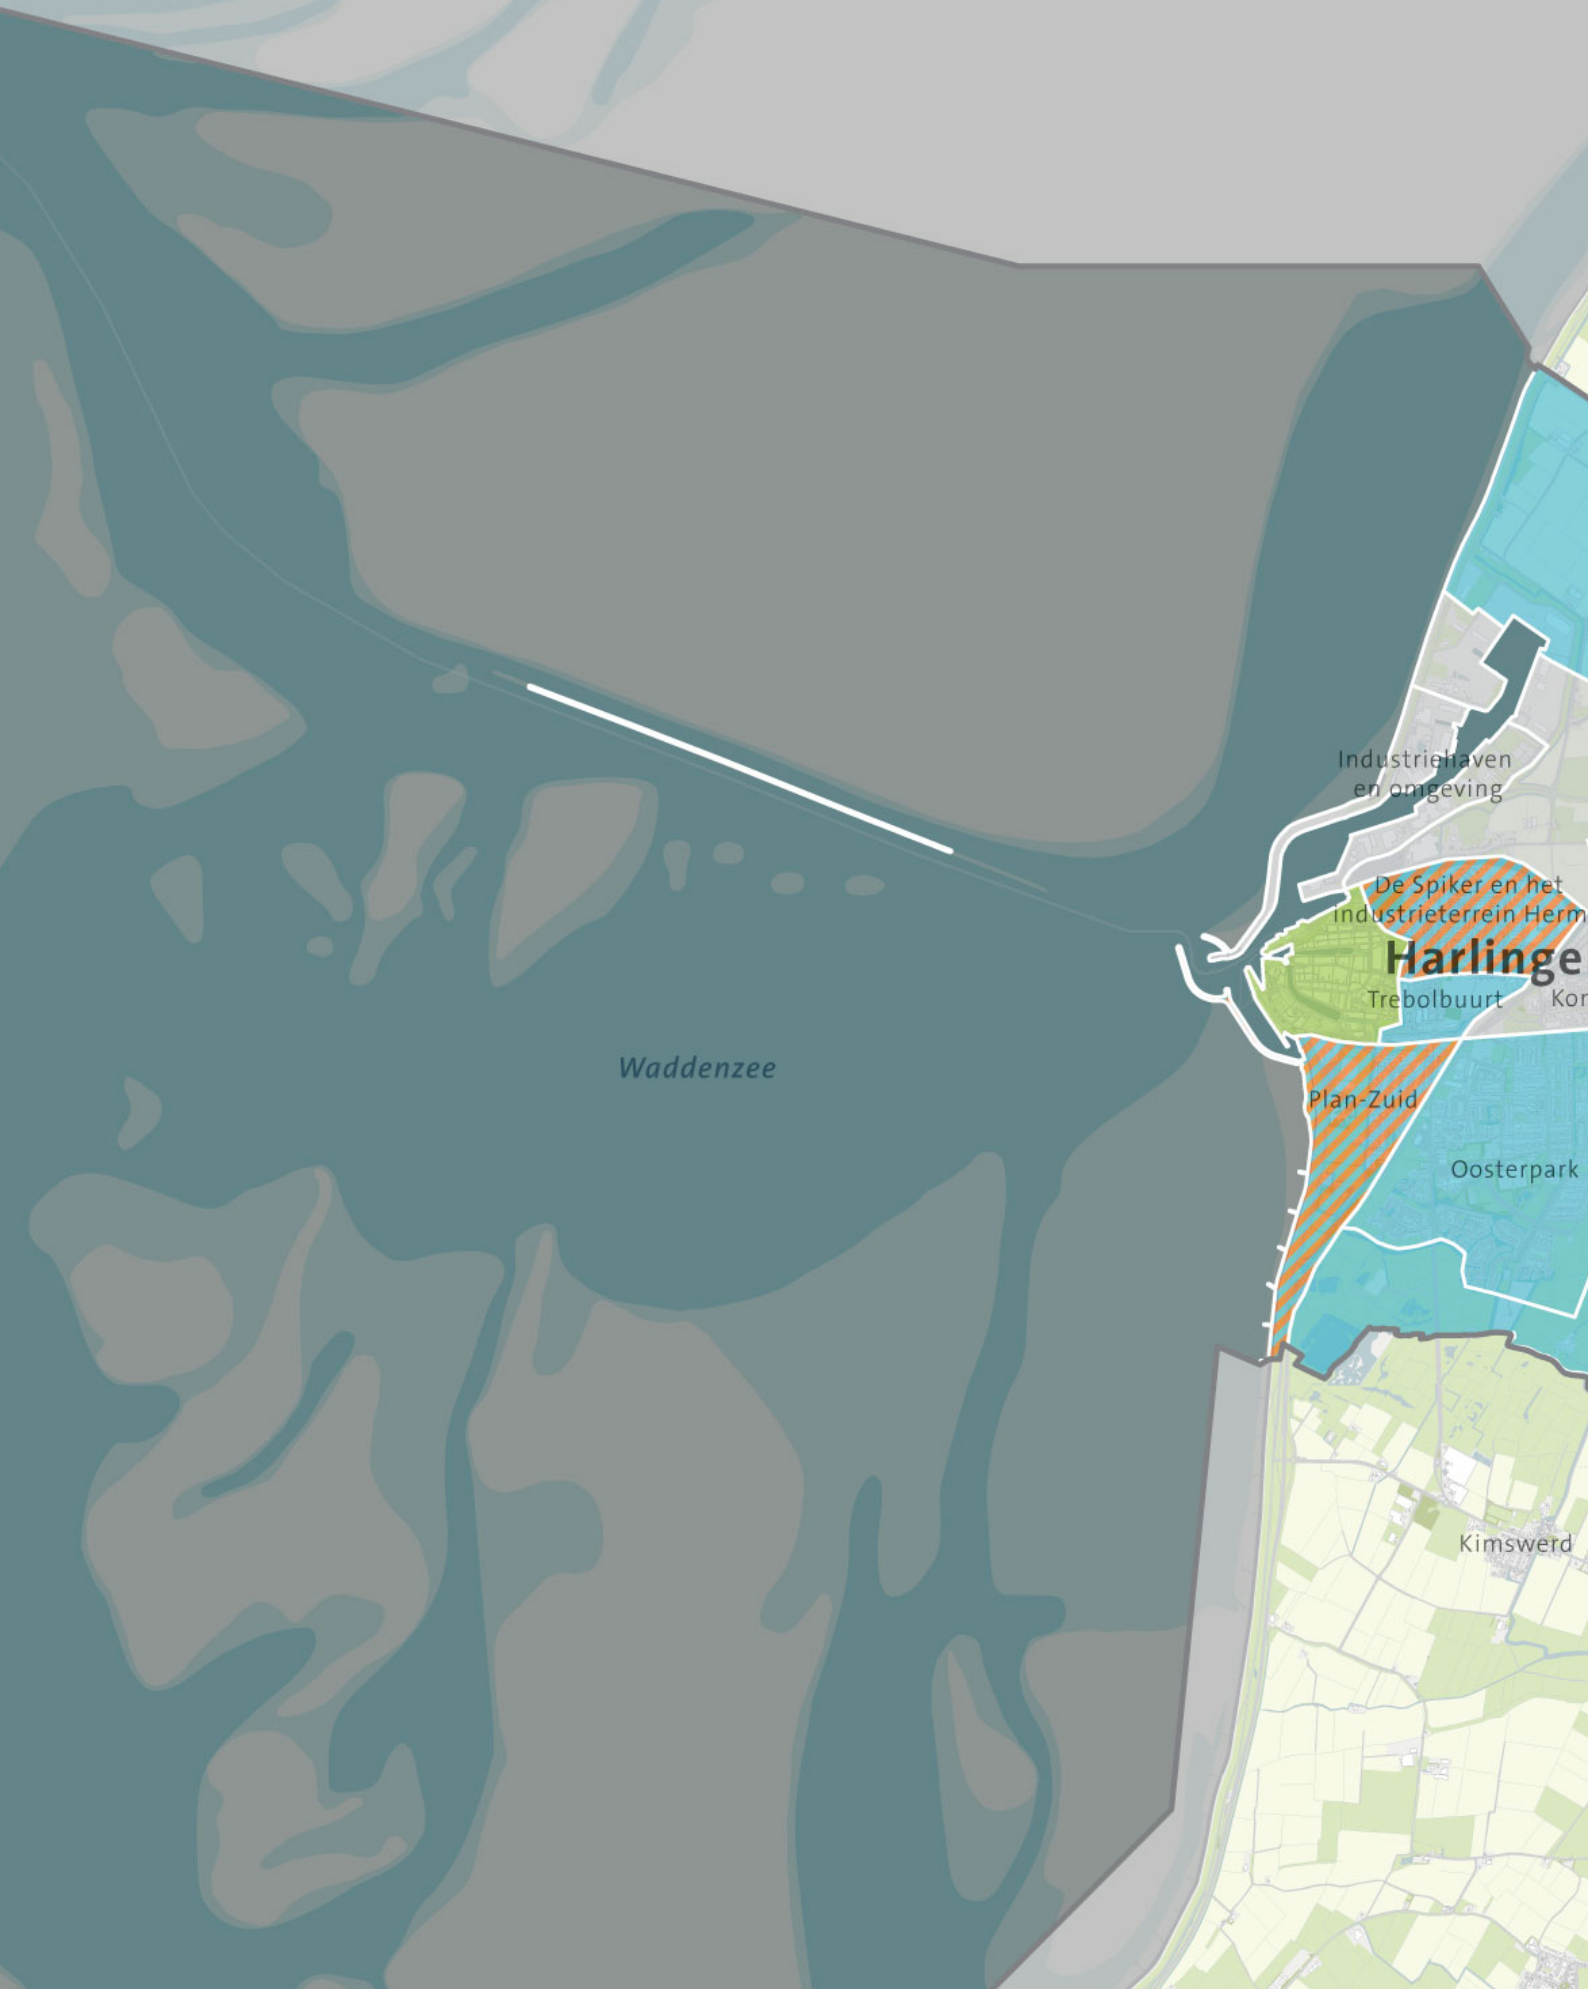 Industriehaven
en omgeving
De Spiker en het
industrieterrein Herm
Harlinge
Trebolbuurt
Kor
Waddenzee
Plan-Zuid
Oosterpark
Kimswerd